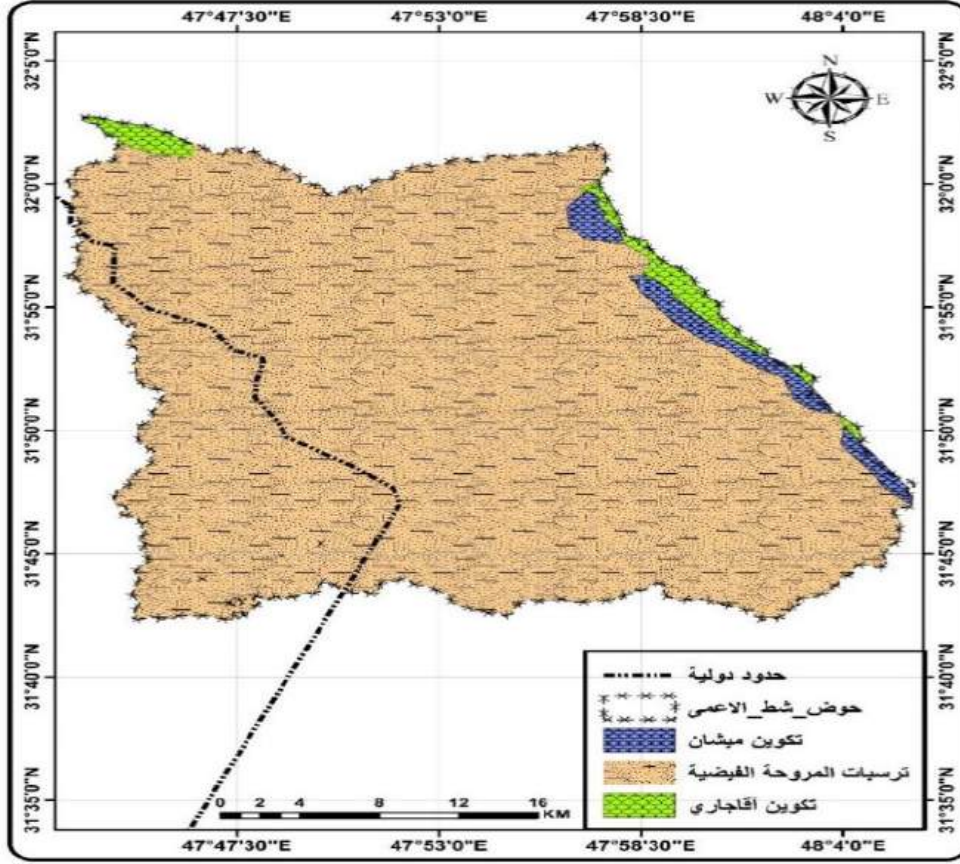 47°47'30"E 47°53'0"E 47°58'30"E 48°4'0"E
32°5'0"N 32°5'0"N
N
W E
S
32°0'0"N 32°0'0"N
31°55'0"N 31°55'0"N
31°50'0"N 31°50'0"N
31°45'0"N 31°45'0"N
31°40'0"N 31°40'0"N
31°35'0"N 31°35'0"N
حدود دولية
حوض_شط_الاعمى
تكوين ميشان
ترسبات المروحة الفيضية
تكوين أقاجاري
0 2 4 8 12 16
KM
47°47'30"E 47°53'0"E 47°58'30"E 48°4'0"E